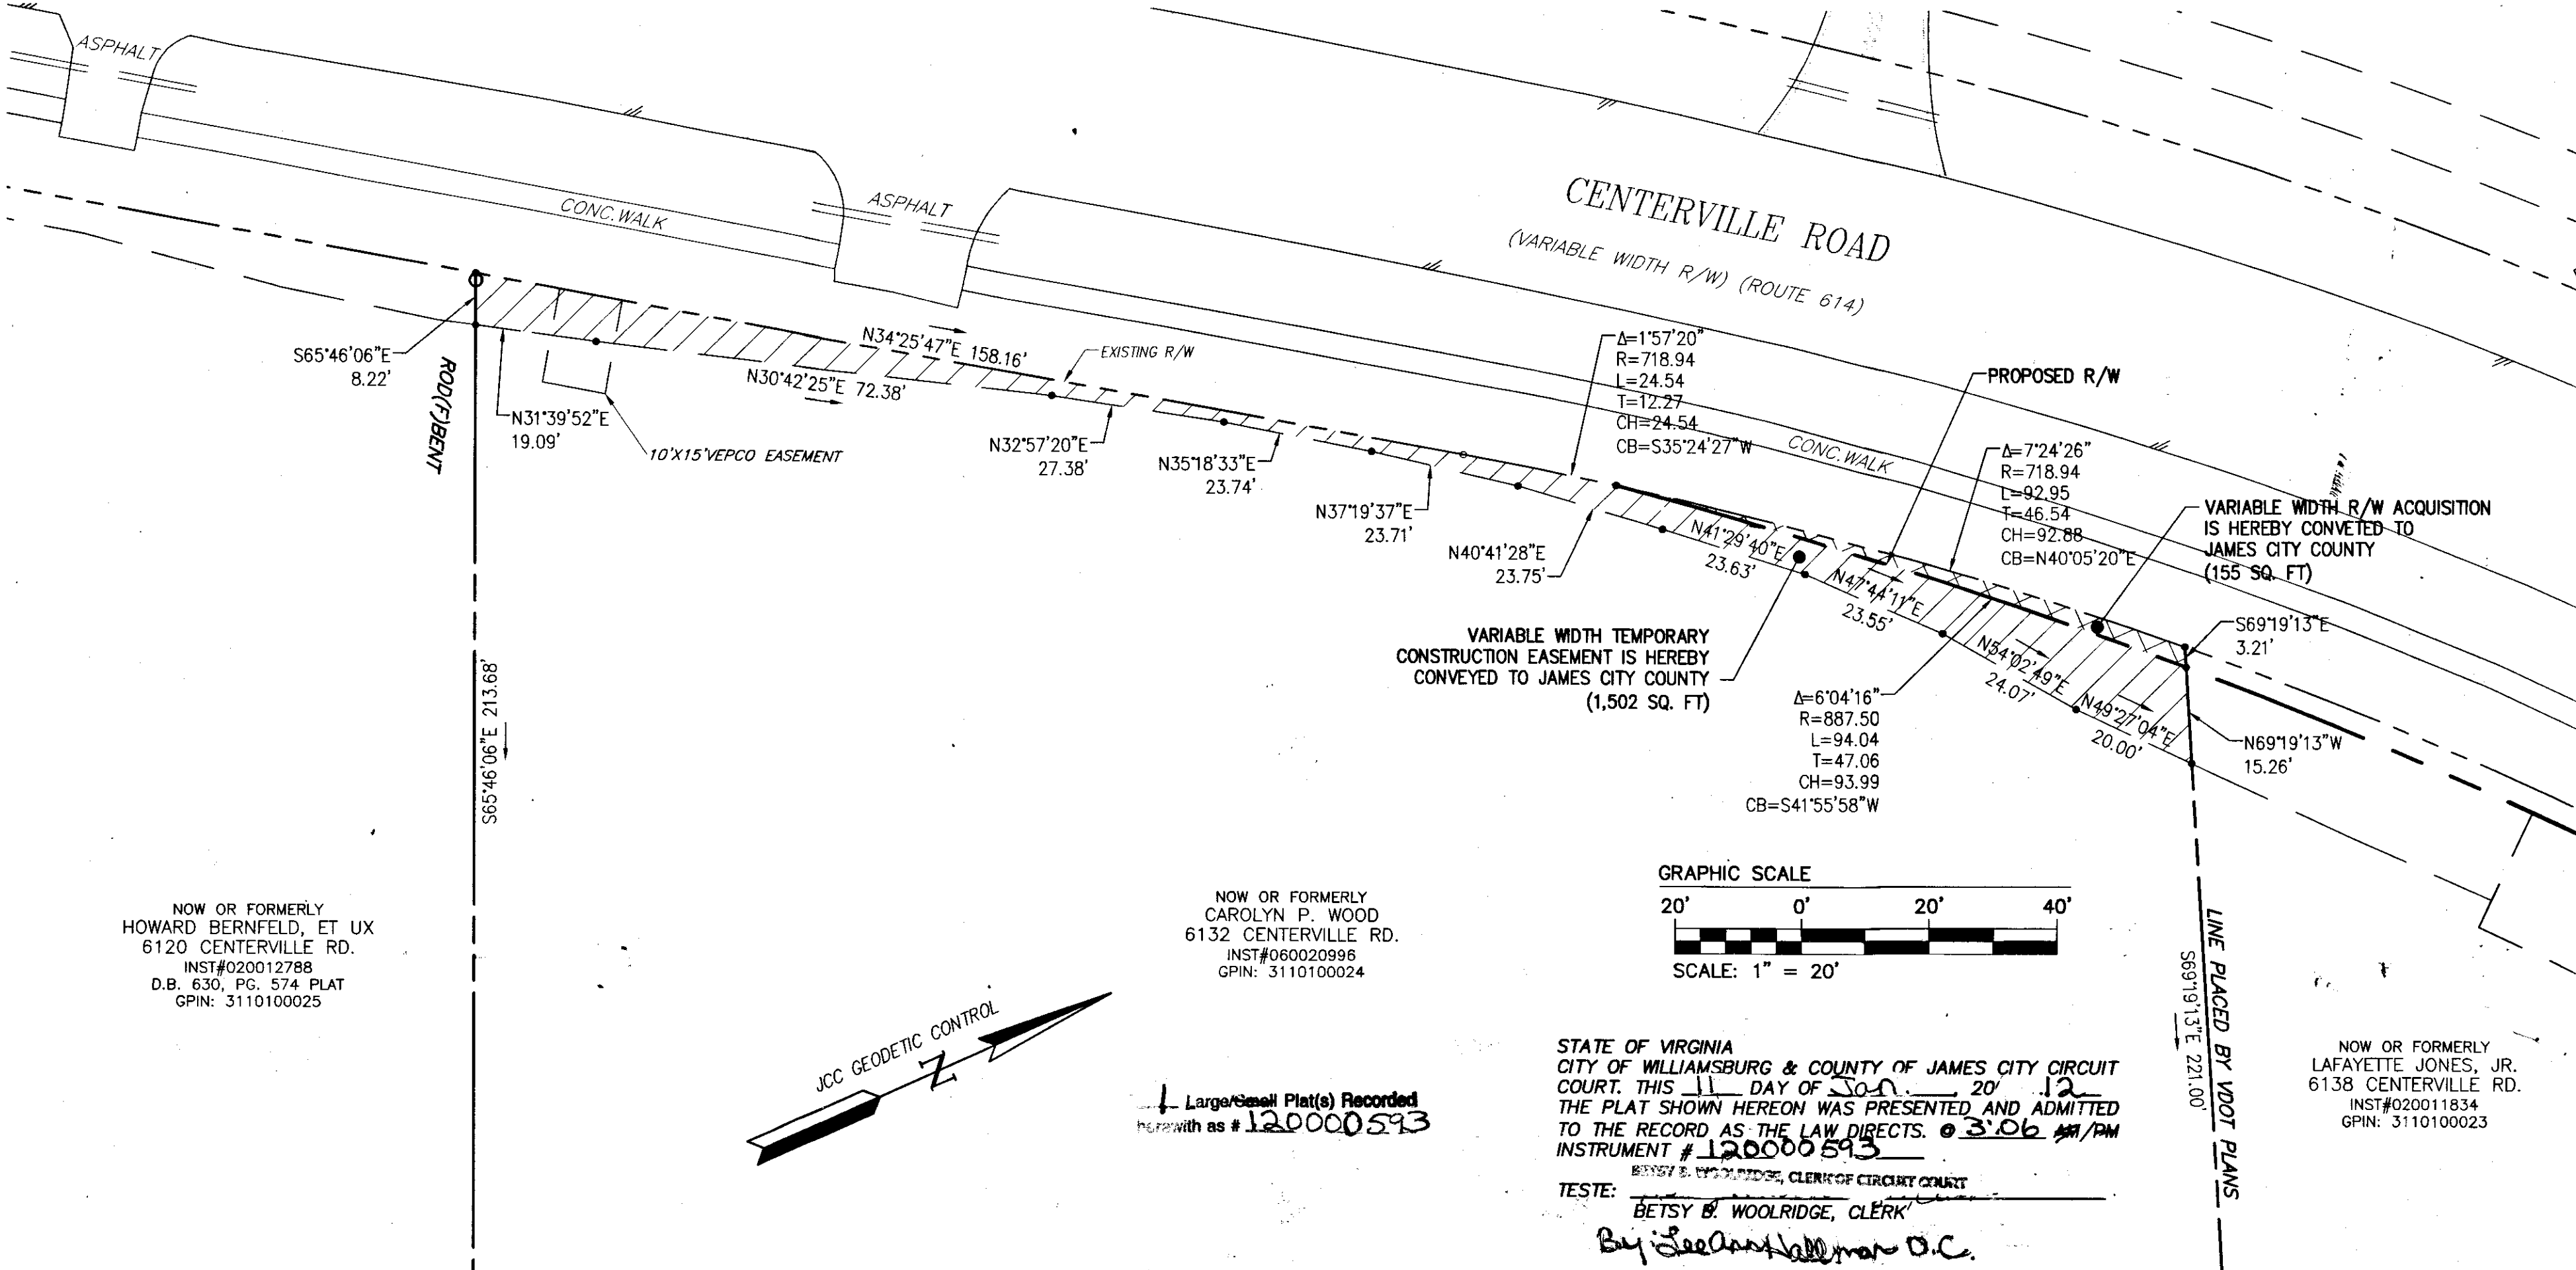 ASPHALT
ASPHALT
CONC.WALK
CENTERVILLE ROAD
(VARIABLE WIDTH R/W) (ROUTE 614)
S65°46'06"E
8.22'
ROD(F)BENT
N31°39'52"E
19.09'
10'X15'VEPCO EASEMENT
N34°25'47"E 158.16'
N30°42'25"E 72.38'
EXISTING R/W
N32°57'20"E
27.38'
N35°18'33"E
23.74'
N37°19'37"E
23.71'
N40°41'28"E
23.75'
Δ=1°57'20"
R=718.94
L=24.54
T=12.27
CH=24.54
CB=S35°24'27"W
CONC.WALK
PROPOSED R/W
Δ=7°24'26"
R=718.94
L=92.95
T=46.54
CH=92.88
CB=N40°05'20"E
VARIABLE WIDTH R/W ACQUISITION
IS HEREBY CONVETED TO
JAMES CITY COUNTY
(155 SQ. FT)
N41°29'40"E
23.63'
N47°44'11"E
23.55'
N54°02'49"E
24.07'
N49°27'04"E
20.00'
S69°19'13"E
3.21'
N69°19'13"W
15.26'
VARIABLE WIDTH TEMPORARY
CONSTRUCTION EASEMENT IS HEREBY
CONVEYED TO JAMES CITY COUNTY
(1,502 SQ. FT)
Δ=6°04'16"
R=887.50
L=94.04
T=47.06
CH=93.99
CB=S41°55'58"W
S65°46'06"E 213.68'
NOW OR FORMERLY
HOWARD BERNFELD, ET UX
6120 CENTERVILLE RD.
INST#020012788
D.B. 630, PG. 574 PLAT
GPIN: 3110100025
NOW OR FORMERLY
CAROLYN P. WOOD
6132 CENTERVILLE RD.
INST#060020996
GPIN: 3110100024
GRAPHIC SCALE
20' 0' 20' 40'
SCALE: 1" = 20'
LINE PLACED BY VDOT PLANS
S69°19'13"E 221.00'
NOW OR FORMERLY
LAFAYETTE JONES, JR.
6138 CENTERVILLE RD.
INST#020011834
GPIN: 3110100023
JCC GEODETIC CONTROL
N
1 Large/Small Plat(s) Recorded
herewith as # 120000593
STATE OF VIRGINIA
CITY OF WILLIAMSBURG & COUNTY OF JAMES CITY CIRCUIT
COURT. THIS 11 DAY OF Jan. 20' 12
THE PLAT SHOWN HEREON WAS PRESENTED AND ADMITTED
TO THE RECORD AS THE LAW DIRECTS. @ 3:06 AM/PM
INSTRUMENT # 120000593
BETSY B. WOOLRIDGE, CLERK OF CIRCUIT COURT
TESTE:
BETSY B. WOOLRIDGE, CLERK
By: LeeAnn Hallman D.C.